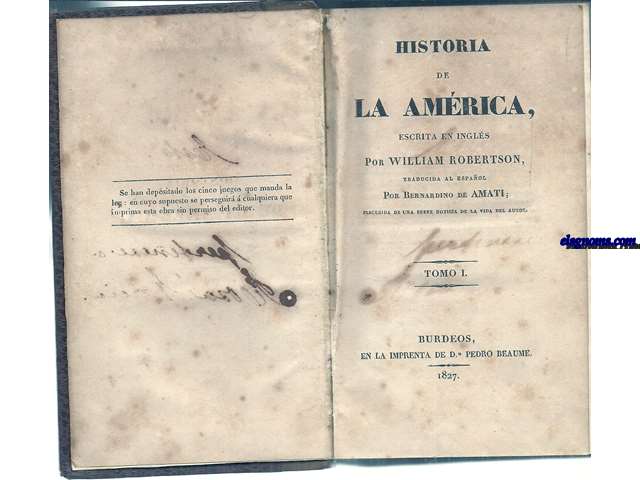 Se han depósitado los cinco juegos que manda la
ley: en cuyo supuesto se perseguirá á cualquiera que
imprima esta obra sin permiso del editor.
HISTORIA
DE
LA AMÉRICA,
ESCRITA EN INGLÉS
POR WILLIAM ROBERTSON,
TRADUCIDA AL ESPAÑOL
POR BERNARDINO DE AMATI;
PRECEDIDA DE UNA BREVE NOTICIA DE LA VIDA DEL AUTOR.
TOMO I.
BURDEOS,
EN LA IMPRENTA DE D.ⁿ PEDRO BEAUME.
1827.
elagnoma.com